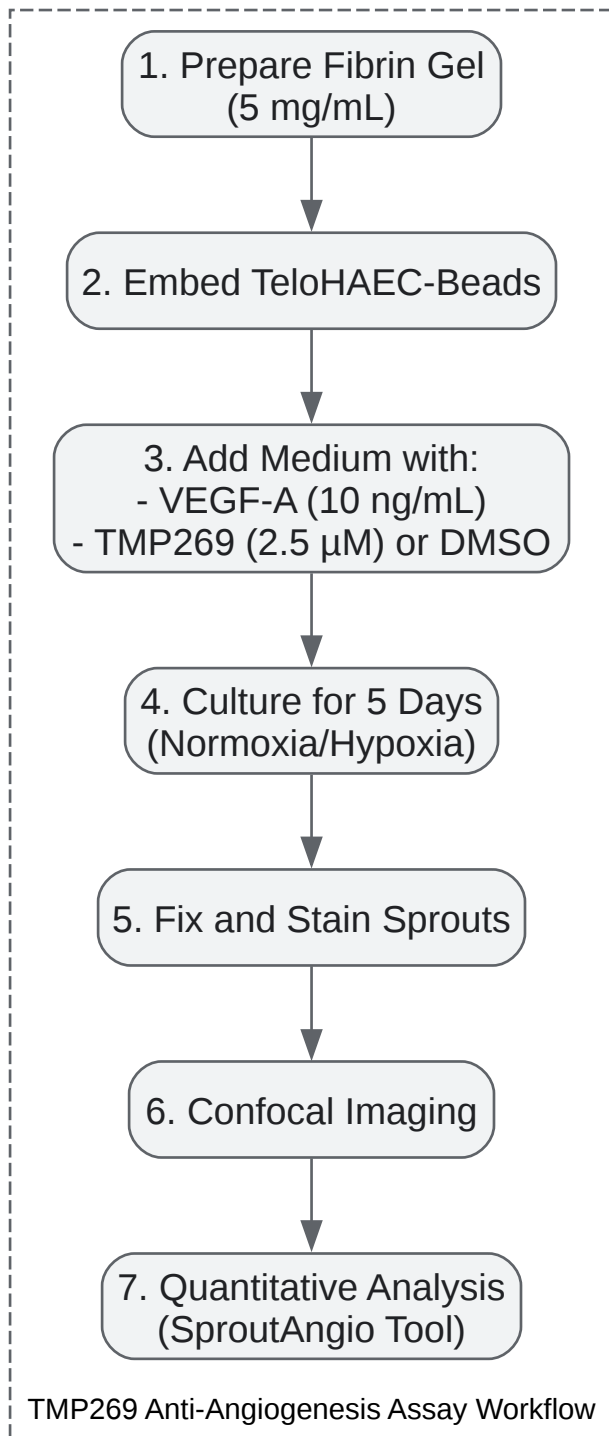 1. Prepare Fibrin Gel
(5 mg/mL)
2. Embed TeloHAEC-Beads
3. Add Medium with:
- VEGF-A (10 ng/mL)
- TMP269 (2.5 µM) or DMSO
4. Culture for 5 Days
(Normoxia/Hypoxia)
5. Fix and Stain Sprouts
6. Confocal Imaging
7. Quantitative Analysis
(SproutAngio Tool)
TMP269 Anti-Angiogenesis Assay Workflow